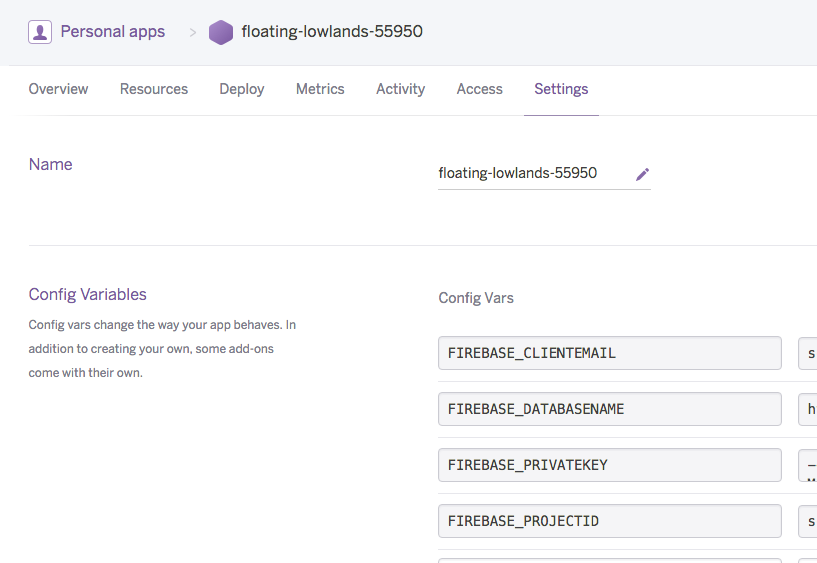 Personal apps > floating-lowlands-55950
Overview Resources Deploy Metrics Activity Access Settings
Name
floating-lowlands-55950
Config Variables
Config vars change the way your app behaves. In
addition to creating your own, some add-ons
come with their own.
Config Vars
FIREBASE_CLIENTEMAIL
s
FIREBASE_DATABASENAME
h
FIREBASE_PRIVATEKEY
FIREBASE_PROJECTID
s